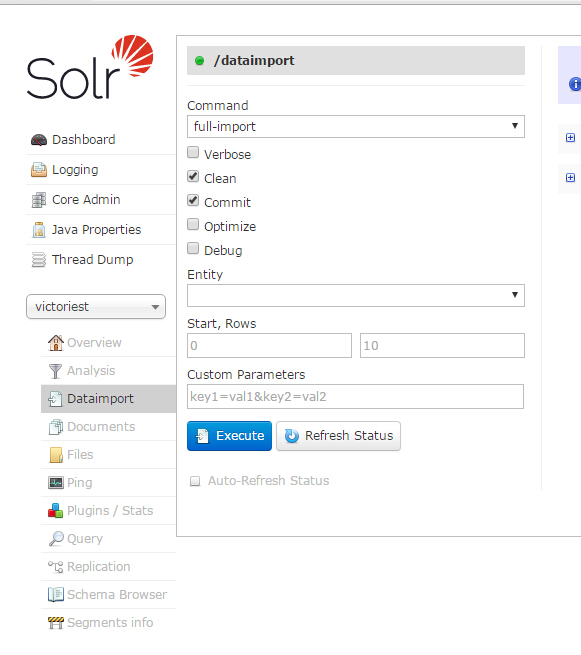 Solr
Dashboard
Logging
Core Admin
Java Properties
Thread Dump
victoriest
Overview
Analysis
Dataimport
Documents
Files
Ping
Plugins / Stats
Query
Replication
Schema Browser
Segments info
/dataimport
Command
full-import
Verbose
Clean
Commit
Optimize
Debug
Entity
Start, Rows
0 10
Custom Parameters
key1=val1&key2=val2
Execute Refresh Status
Auto-Refresh Status